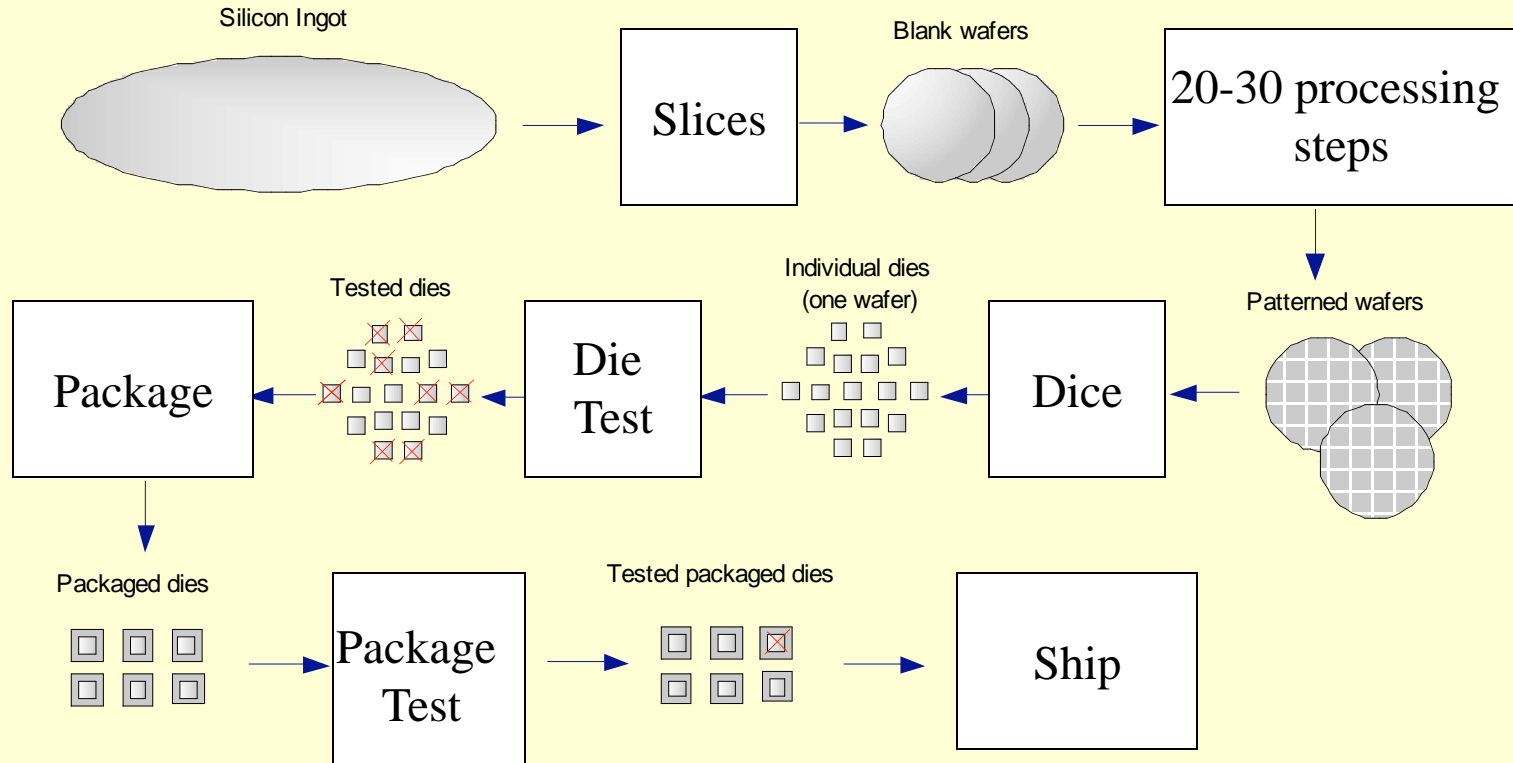 Silicon Ingot
Slices
Blank wafers
20-30 processing
steps
Patterned wafers
Dice
Individual dies
(one wafer)
Die
Test
Tested dies
Package
Packaged dies
Package
Test
Tested packaged dies
Ship